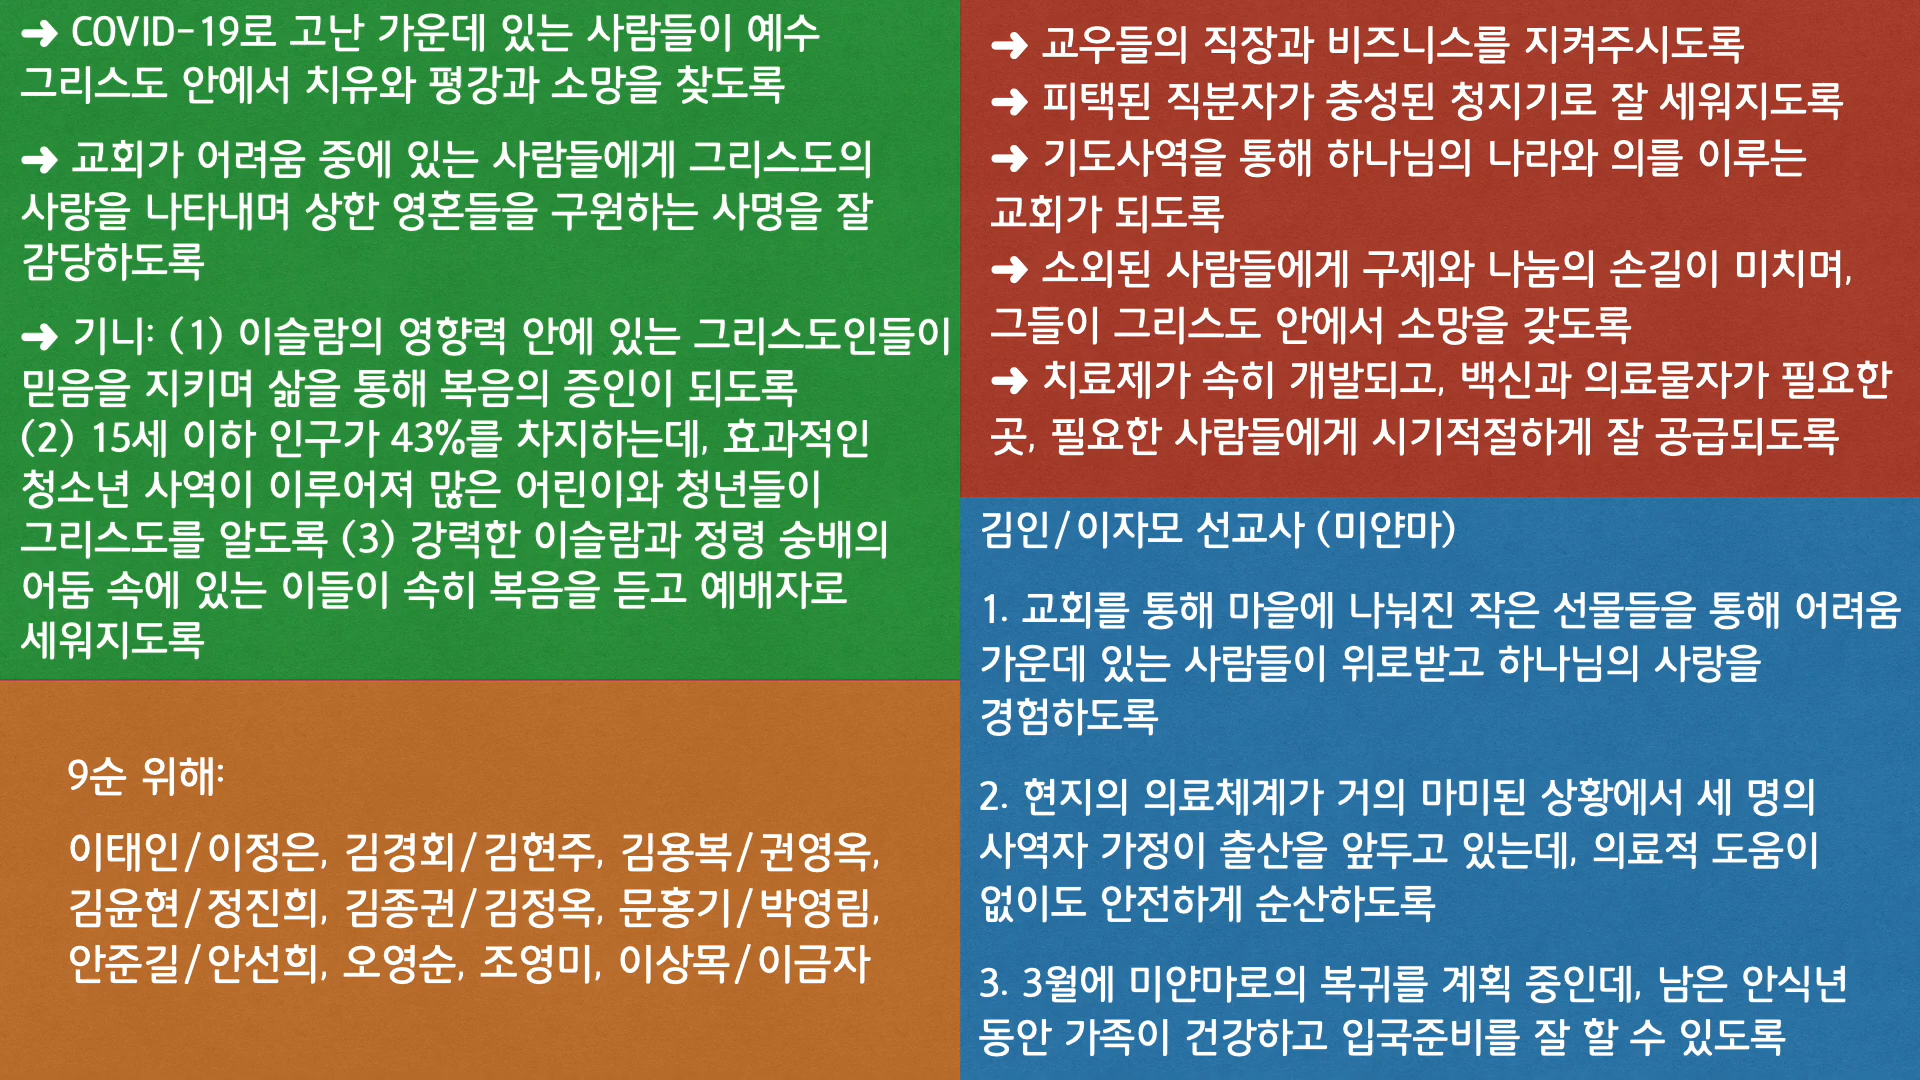 ➜ COVID-19로 고난 가운데 있는 사람들이 예수
그리스도 안에서 치유와 평강과 소망을 찾도록
➜ 교회가 어려움 중에 있는 사람들에게 그리스도의
사랑을 나타내며 상한 영혼들을 구원하는 사명을 잘
감당하도록
➜ 기니: (1) 이슬람의 영향력 안에 있는 그리스도인들이
믿음을 지키며 삶을 통해 복음의 증인이 되도록
(2) 15세 이하 인구가 43%를 차지하는데, 효과적인
청소년 사역이 이루어져 많은 어린이와 청년들이
그리스도를 알도록 (3) 강력한 이슬람과 정령 숭배의
어둠 속에 있는 이들이 속히 복음을 듣고 예배자로
세워지도록
➜ 교우들의 직장과 비즈니스를 지켜주시도록
➜ 피택된 직분자가 충성된 청지기로 잘 세워지도록
➜ 기도사역을 통해 하나님의 나라와 의를 이루는
교회가 되도록
➜ 소외된 사람들에게 구제와 나눔의 손길이 미치며,
그들이 그리스도 안에서 소망을 갖도록
➜ 치료제가 속히 개발되고, 백신과 의료물자가 필요한
곳, 필요한 사람들에게 시기적절하게 잘 공급되도록
9순 위해:
이태인/이정은, 김경회/김현주, 김용복/권영옥,
김윤현/정진희, 김종권/김정옥, 문홍기/박영림,
안준길/안선희, 오영순, 조영미, 이상목/이금자
김인/이자모 선교사 (미얀마)
1. 교회를 통해 마을에 나눠진 작은 선물들을 통해 어려움
가운데 있는 사람들이 위로받고 하나님의 사랑을
경험하도록
2. 현지의 의료체계가 거의 마미된 상황에서 세 명의
사역자 가정이 출산을 앞두고 있는데, 의료적 도움이
없이도 안전하게 순산하도록
3. 3월에 미얀마로의 복귀를 계획 중인데, 남은 안식년
동안 가족이 건강하고 입국준비를 잘 할 수 있도록